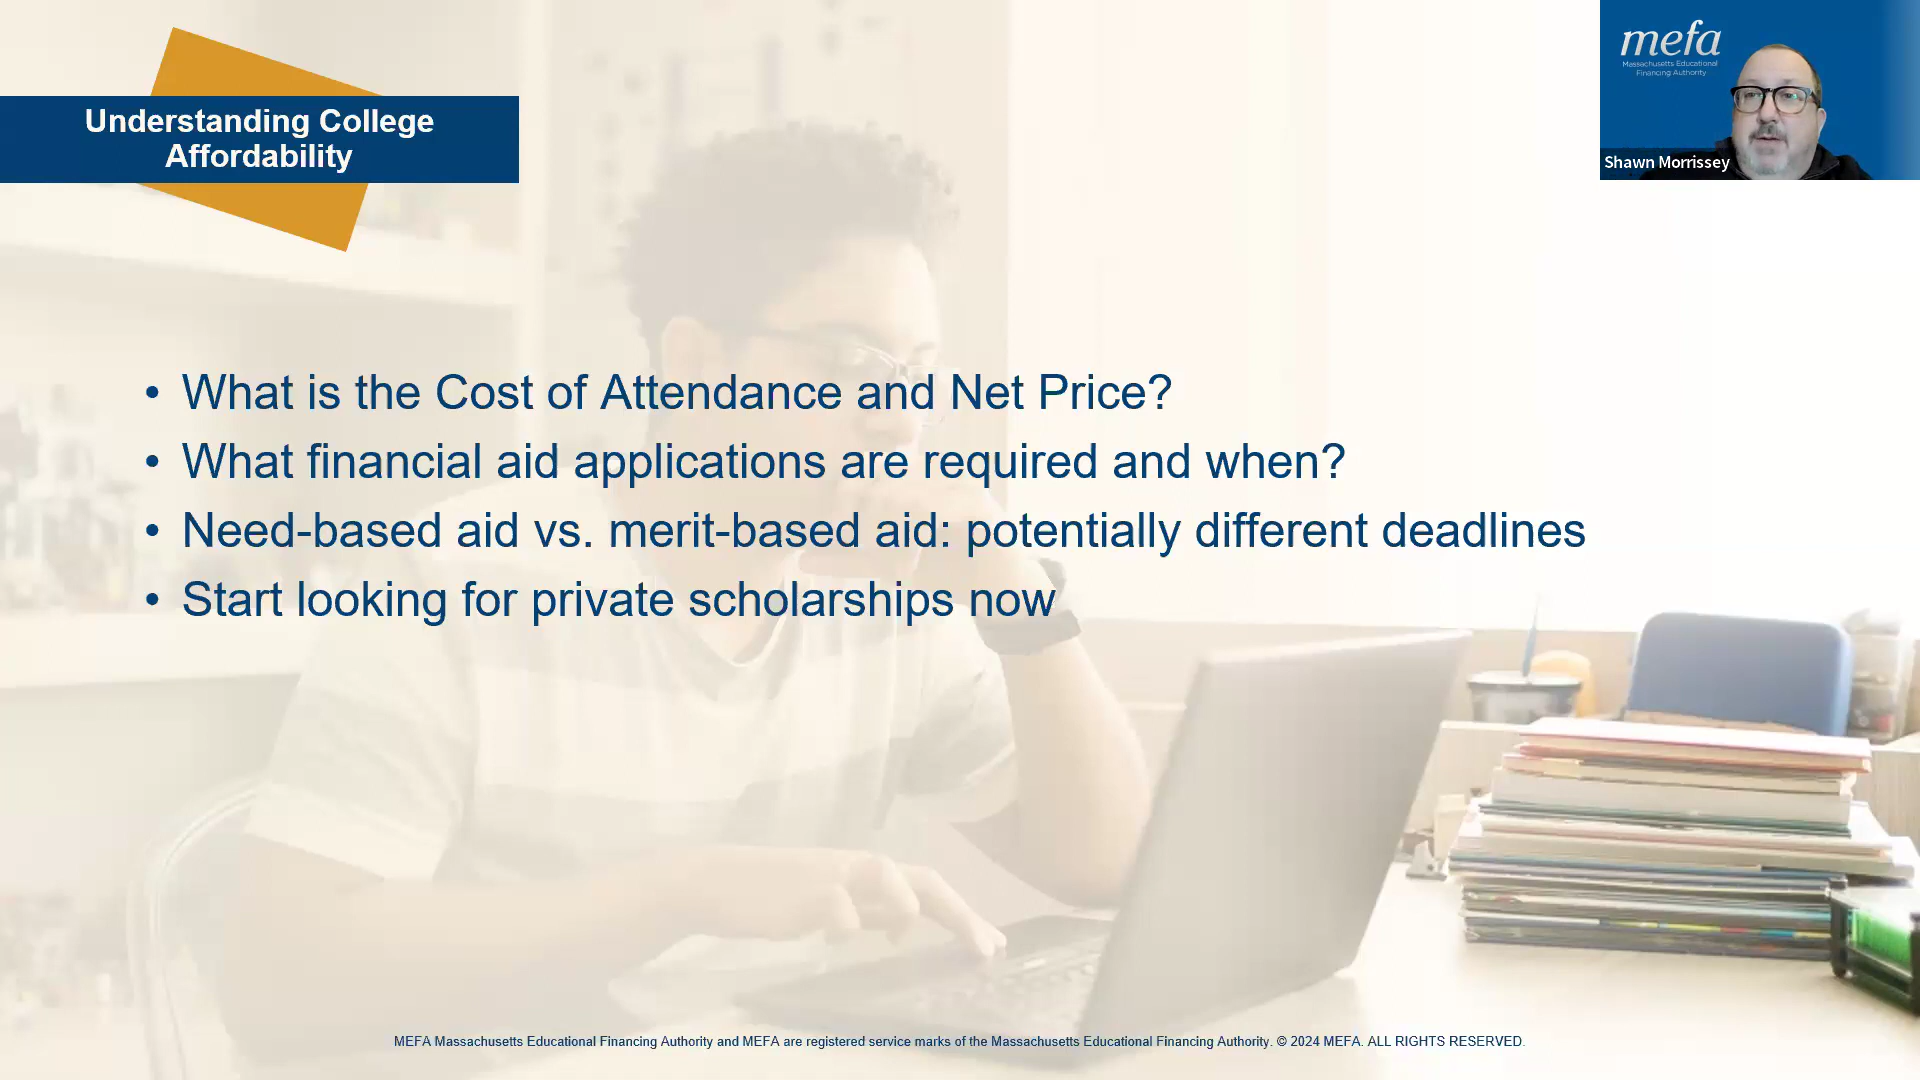 Understanding College
Affordability
mefa
Massachusetts Educational
Financing Authority
Shawn Morrissey
• What is the Cost of Attendance and Net Price?
• What financial aid applications are required and when?
• Need-based aid vs. merit-based aid: potentially different deadlines
• Start looking for private scholarships now
MEFA Massachusetts Educational Financing Authority and MEFA are registered service marks of the Massachusetts Educational Financing Authority. © 2024 MEFA. ALL RIGHTS RESERVED.